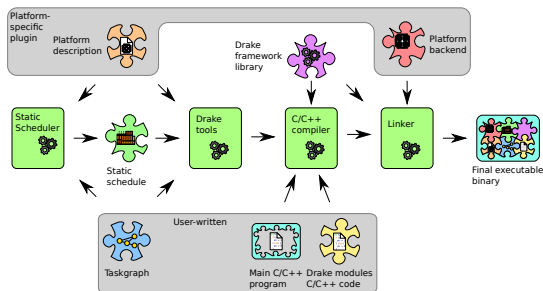 Platform-
specific
plugin
Platform
description
Drake
framework
library
Platform
backend
Static
Scheduler
Static
schedule
Drake
tools
C/C++
compiler
Linker
Final executable
binary
User-written
Taskgraph
Main C/C++
program
Drake modules
C/C++ code